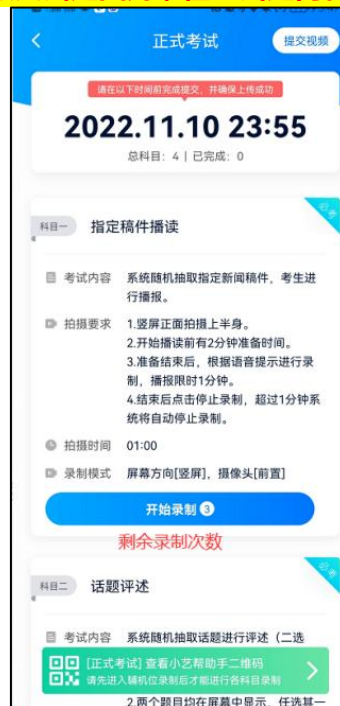 正式考试
提交视频
请在以下时间前完成提交，并确保上传成功
2022.11.10 23:55
总科目：4 | 已完成：0
必考
科目一 指定稿件播读
考试内容 系统随机抽取指定新闻稿件，考生进
行播报。
拍摄要求 1.竖屏正面拍摄上半身。
2.开始播读前有2分钟准备时间。
3.准备结束后，根据语音提示进行录
制，播报限时1分钟。
4.结束后点击停止录制，超过1分钟系
统将自动停止录制。
拍摄时间 01:00
录制模式 屏幕方向[竖屏]，摄像头[前置]
开始录制 3
剩余录制次数
必考
科目二 话题评述
考试内容 系统随机抽取话题进行评述（二选
[正式考试] 查看小艺帮助手二维码
请先进入辅机位录制后才能进行各科目录制
2.两个题目均在屏幕中显示，任选其一